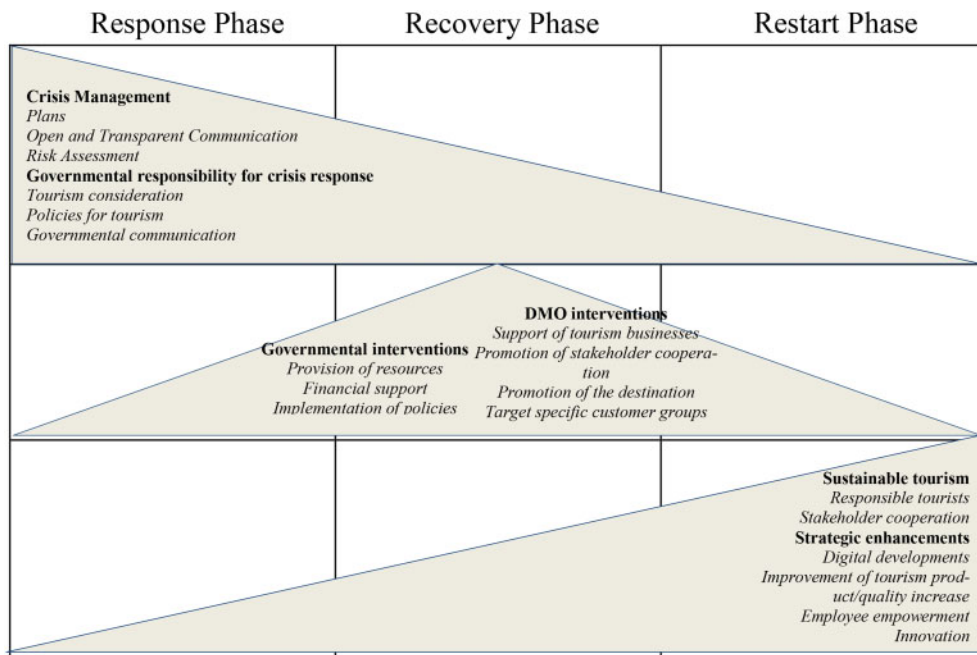 Response Phase
Recovery Phase
Restart Phase
Crisis Management
Plans
Open and Transparent Communication
Risk Assessment
Governmental responsibility for crisis response
Tourism consideration
Policies for tourism
Governmental communication
Governmental interventions
Provision of resources
Financial support
Implementation of policies
DMO interventions
Support of tourism businesses
Promotion of stakeholder coopera-
tion
Promotion of the destination
Target specific customer groups
Sustainable tourism
Responsible tourists
Stakeholder cooperation
Strategic enhancements
Digital developments
Improvement of tourism prod-
uct/quality increase
Employee empowerment
Innovation